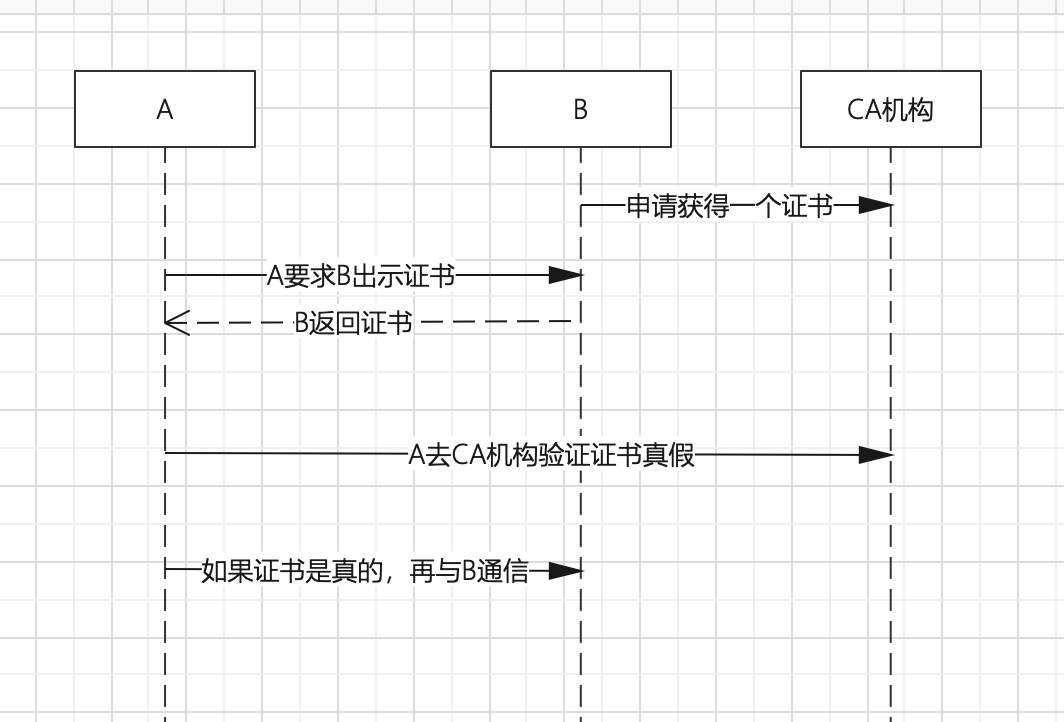 A
B
CA机构
申请获得一个证书
A要求B出示证书
B返回证书
A去CA机构验证证书真假
如果证书是真的，再与B通信